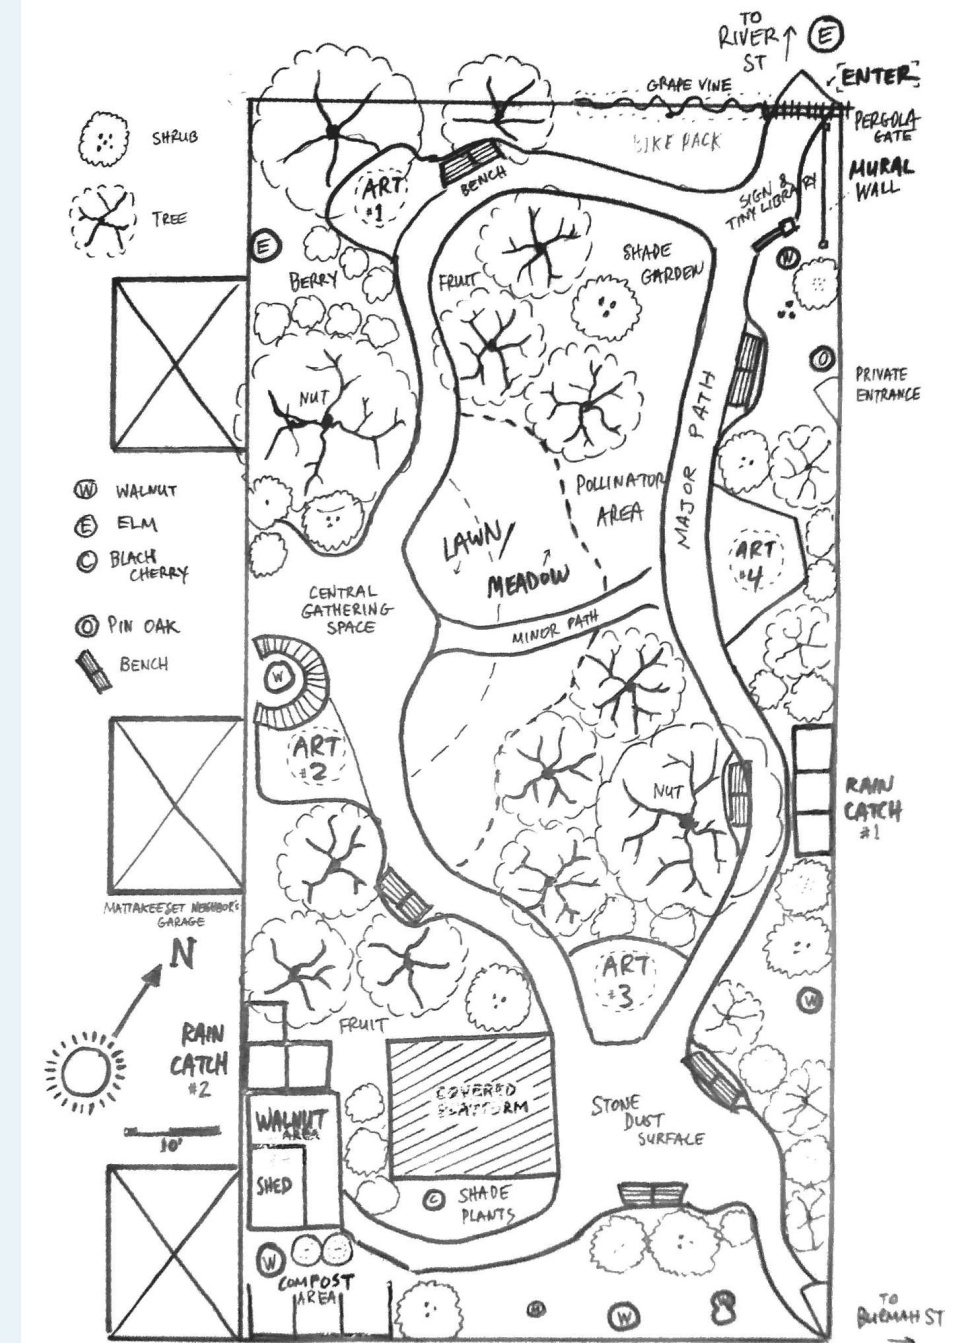 TO
RIVER
ST
E
ENTER
GRAPE VINE
PERGOLA
GATE
BIKE PACK
MURAL
WALL
SHRUB
BENCH
SIGN &
TINY LIBRARY
ART
#1
TREE
E
W
BERRY
FRUIT
SHADE
GARDEN
O
PRIVATE
ENTRANCE
NUT
MAJOR PATH
POLLINATOR
AREA
W WALNUT
E ELM
C BLACH
CHERRY
O PIN OAK
BENCH
LAWN/
MEADOW
ART
#4
CENTRAL
GATHERING
SPACE
MINOR PATH
W
ART
#2
NUT
RAIN
CATCH
#1
MATTAKEESET NEIGHBOR'S
GARAGE
N
ART
#3
W
FRUIT
RAIN
CATCH
#2
COVERED
PLATFORM
STONE
DUST
SURFACE
WALNUT
AREA
10'
SHED
C
SHADE
PLANTS
W
COMPOST
AREA
W
TO
BURMAH ST